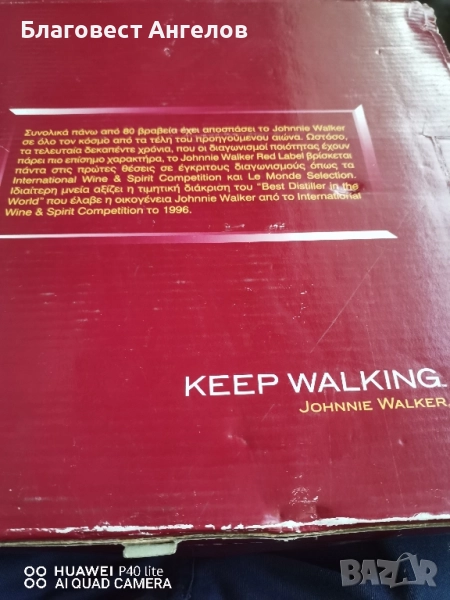 Благовест Ангелов
Συνολικά πάνω από 80 βραβεία έχει αποσπάσει το Johnnie Walker
σε όλο τον κόσμο από τα τέλη του προηγούμενου αιώνα. Ωστόσο,
τα τελευταία δεκαπέντε χρόνια, που οι διαγωνισμοί ποιότητας έχουν
πάρει πιο επίσημο χαρακτήρα, το Johnnie Walker Red Label βρίσκεται
πάντα στις πρώτες θέσεις σε έγκριτους διαγωνισμούς όπως τα
International Wine & Spirit Competition και Le Monde Selection.
Ιδιαίτερη μνεία αξίζει η τιμητική διάκριση του "Best Distiller in the
World" που έλαβε η οικογένεια Johnnie Walker από το International
Wine & Spirit Competition το 1996.
KEEP WALKING.
JOHNNIE WALKER.
HUAWEI P40 lite
AI QUAD CAMERA
BAZAR